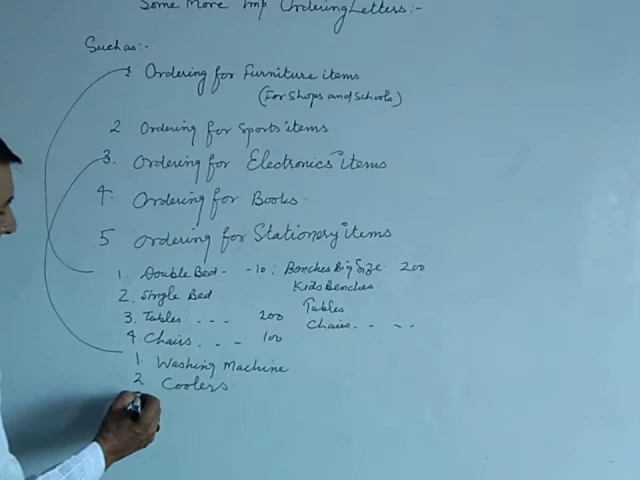 Some More Imp Ordering Letters:-
Such as:-
1. Ordering for Furniture items
(For Shops and Schools)
2 Ordering for Sports items.
3. Ordering for Electronics items
4. Ordering for Books.
5 Ordering for Stationery items
1. Double Bed - - 10 : Benches Big Size 200
2. Single Bed Kids Benches.
3. Tables - - - 200 Tables
4. Chairs - - - 100 Chairs - - - -
1. Washing Machine
2 Coolers